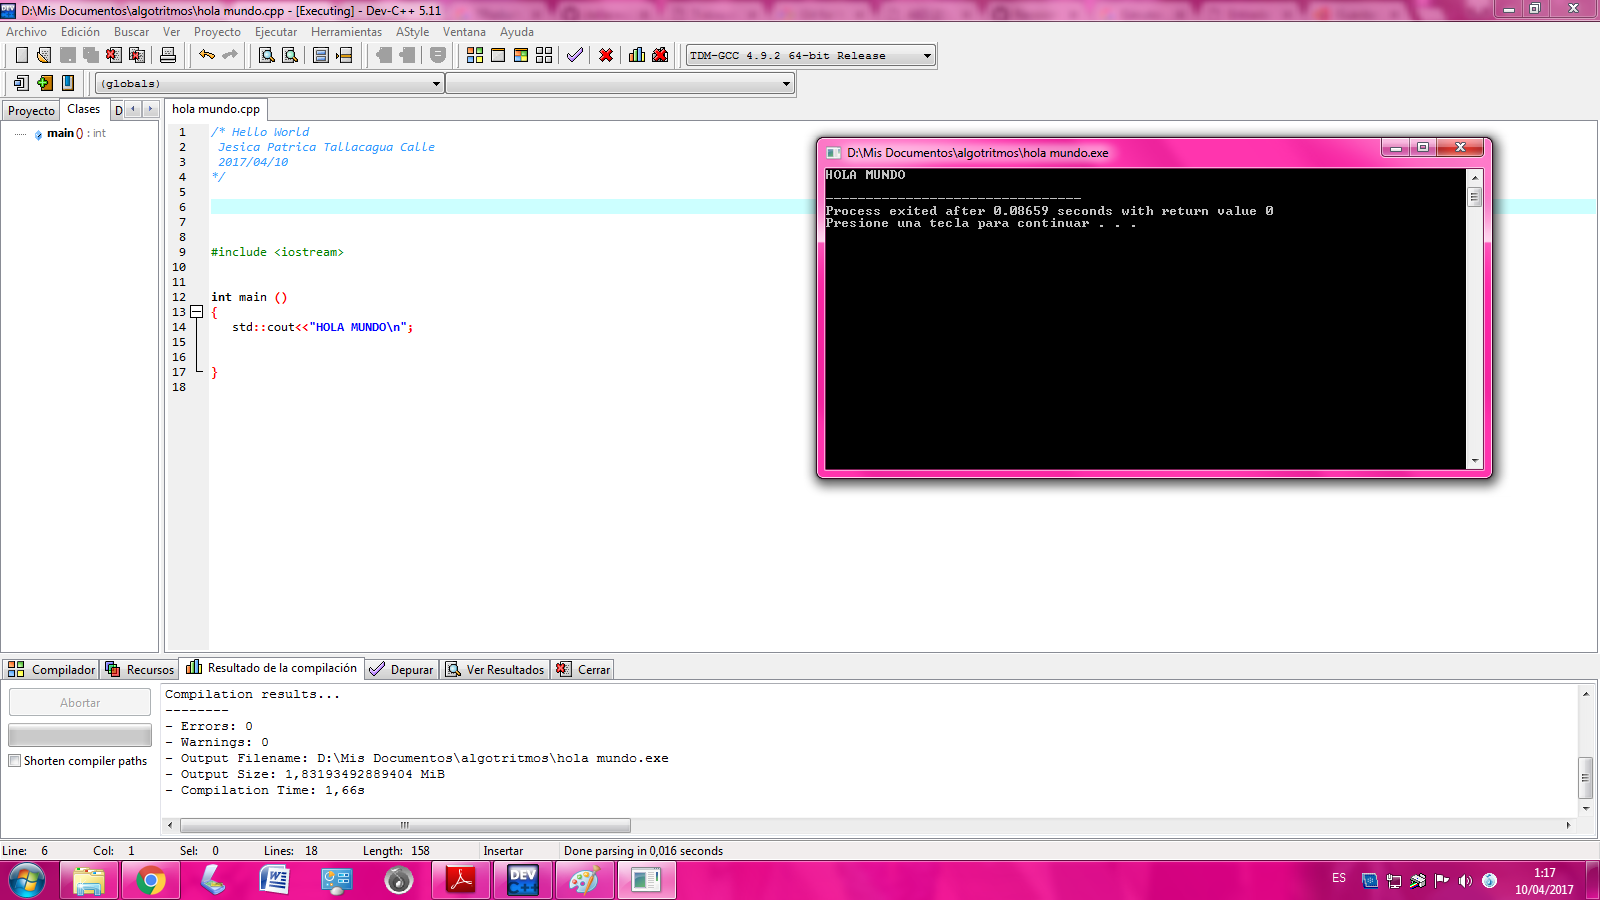 D:\Mis Documentos\algotritmos\hola mundo.cpp - [Executing] - Dev-C++ 5.11
Archivo Edición Buscar Ver Proyecto Ejecutar Herramientas AStyle Ventana Ayuda
TDM-GCC 4.9.2 64-bit Release
(globals)
Proyecto Clases D
hola mundo.cpp
main () : int
1 /* Hello World
2 Jesica Patrica Tallacagua Calle
3 2017/04/10
4 */
5
6
7
8
9 #include <iostream>
10
11
12 int main ()
13 {
14 std::cout<<"HOLA MUNDO\n";
15
16
17 }
18
D:\Mis Documentos\algotritmos\hola mundo.exe
HOLA MUNDO
--------------------------------
Process exited after 0.08659 seconds with return value 0
Presione una tecla para continuar . . .
Compilador Recursos Resultado de la compilación Depurar Ver Resultados Cerrar
Abortar
Shorten compiler paths
Compilation results...
--------
- Errors: 0
- Warnings: 0
- Output Filename: D:\Mis Documentos\algotritmos\hola mundo.exe
- Output Size: 1,83193492889404 MiB
- Compilation Time: 1,66s
Line: 6 Col: 1 Sel: 0 Lines: 18 Length: 158 Insertar Done parsing in 0,016 seconds
DEV C++
ES
1:17
10/04/2017